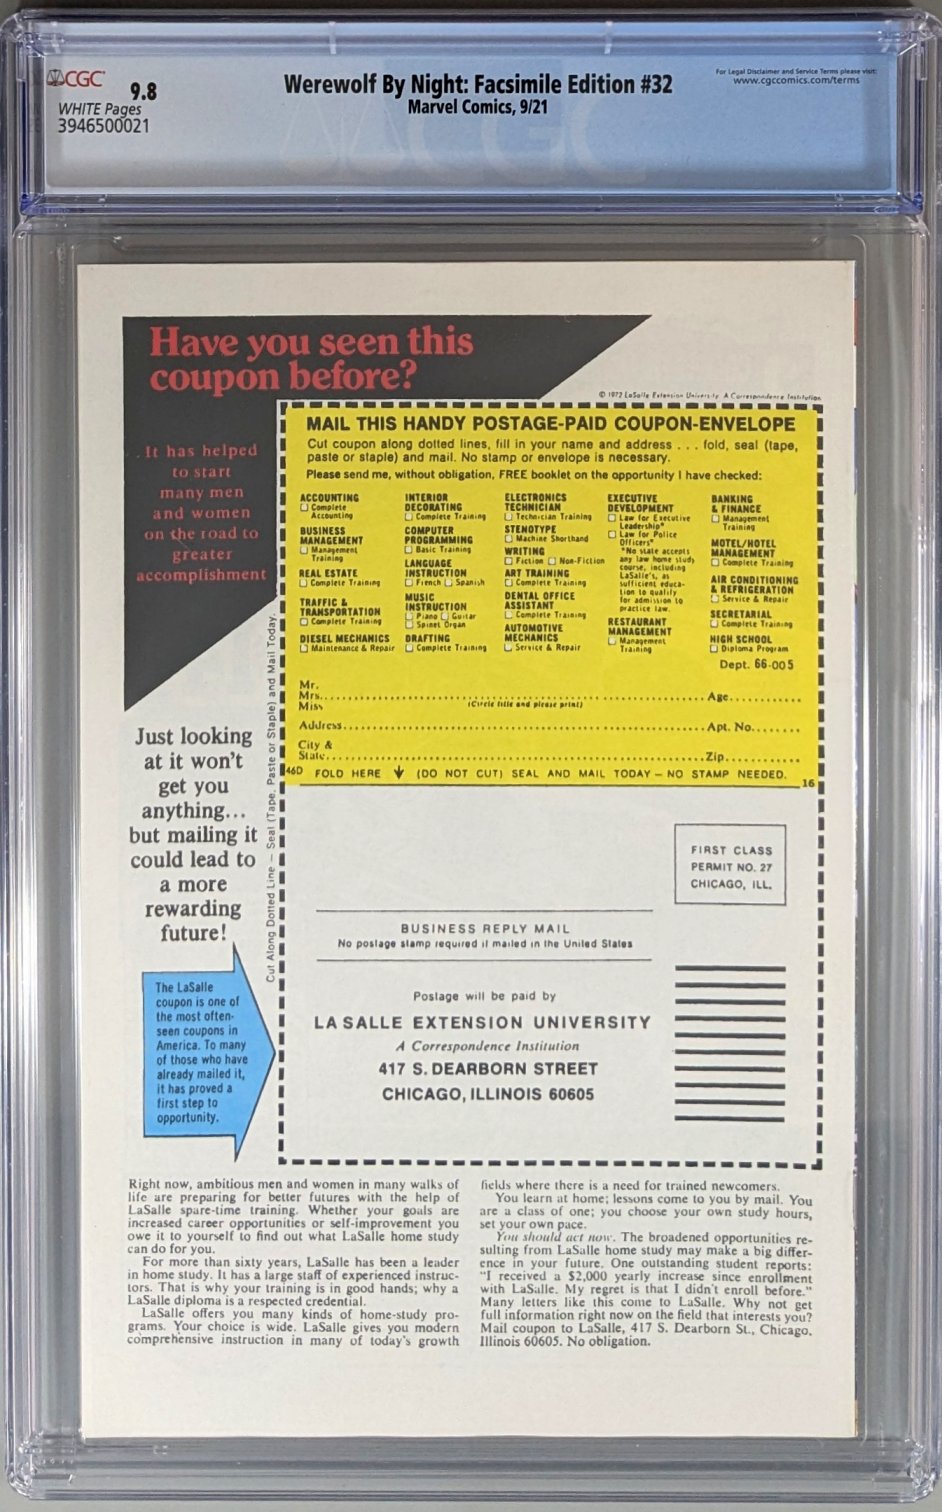 CGC
9.8
WHITE Pages
3946500021
Werewolf By Night: Facsimile Edition #32
Marvel Comics, 9/21
For Legal Disclaimer and Service Terms please visit:
www.cgccomics.com/terms
Have you seen this
coupon before?
It has helped
to start
many men
and women
on the road to
greater
accomplishment
© 1972 LaSalle Extension University A Correspondence Institution
MAIL THIS HANDY POSTAGE-PAID COUPON-ENVELOPE
Cut coupon along dotted lines, fill in your name and address . . . fold, seal (tape,
paste or staple) and mail. No stamp or envelope is necessary.
Please send me, without obligation, FREE booklet on the opportunity I have checked:
ACCOUNTING
Complete
Accounting
BUSINESS
MANAGEMENT
Management
Training
REAL ESTATE
Complete Training
TRAFFIC &
TRANSPORTATION
Complete Training
DIESEL MECHANICS
Maintenance & Repair
INTERIOR
DECORATING
Complete Training
COMPUTER
PROGRAMMING
Basic Training
LANGUAGE
INSTRUCTION
French Spanish
MUSIC
INSTRUCTION
Piano Guitar
Spinet Organ
DRAFTING
Complete Training
ELECTRONICS
TECHNICIAN
Technician Training
STENOTYPE
Machine Shorthand
WRITING
Fiction Non-Fiction
ART TRAINING
Complete Training
DENTAL OFFICE
ASSISTANT
Complete Training
AUTOMOTIVE
MECHANICS
Service & Repair
EXECUTIVE
DEVELOPMENT
Law for Executive
Leadership*
Law for Police
Officers*
*No state accepts
any law home study
course, including
LaSalle's, as
sufficient educa-
tion to qualify
for admission to
practice law.
RESTAURANT
MANAGEMENT
Management
Training
BANKING
& FINANCE
Management
Training
MOTEL/HOTEL
MANAGEMENT
Complete Training
AIR CONDITIONING
& REFRIGERATION
Service & Repair
SECRETARIAL
Complete Training
HIGH SCHOOL
Diploma Program
Dept. 66-005
Mr.
Mrs. Age
Miss (Circle title and please print)
Address Apt. No.
City &
State Zip
46D FOLD HERE ↓ (DO NOT CUT) SEAL AND MAIL TODAY — NO STAMP NEEDED. 16
Cut Along Dotted Line — Seal (Tape, Paste or Staple) and Mail Today.
Just looking
at it won't
get you
anything...
but mailing it
could lead to
a more
rewarding
future!
The LaSalle
coupon is one of
the most often-
seen coupons in
America. To many
of those who have
already mailed it,
it has proved a
first step to
opportunity.
FIRST CLASS
PERMIT NO. 27
CHICAGO, ILL.
BUSINESS REPLY MAIL
No postage stamp required if mailed in the United States
Postage will be paid by
LA SALLE EXTENSION UNIVERSITY
A Correspondence Institution
417 S. DEARBORN STREET
CHICAGO, ILLINOIS 60605
Right now, ambitious men and women in many walks of
life are preparing for better futures with the help of
LaSalle spare-time training. Whether your goals are
increased career opportunities or self-improvement you
owe it to yourself to find out what LaSalle home study
can do for you.
For more than sixty years, LaSalle has been a leader
in home study. It has a large staff of experienced instruc-
tors. That is why your training is in good hands; why a
LaSalle diploma is a respected credential.
LaSalle offers you many kinds of home-study pro-
grams. Your choice is wide. LaSalle gives you modern
comprehensive instruction in many of today's growth
fields where there is a need for trained newcomers.
You learn at home; lessons come to you by mail. You
are a class of one; you choose your own study hours,
set your own pace.
You should act now. The broadened opportunities re-
sulting from LaSalle home study may make a big differ-
ence in your future. One outstanding student reports:
"I received a $2,000 yearly increase since enrollment
with LaSalle. My regret is that I didn't enroll before."
Many letters like this come to LaSalle. Why not get
full information right now on the field that interests you?
Mail coupon to LaSalle, 417 S. Dearborn St., Chicago,
Illinois 60605. No obligation.